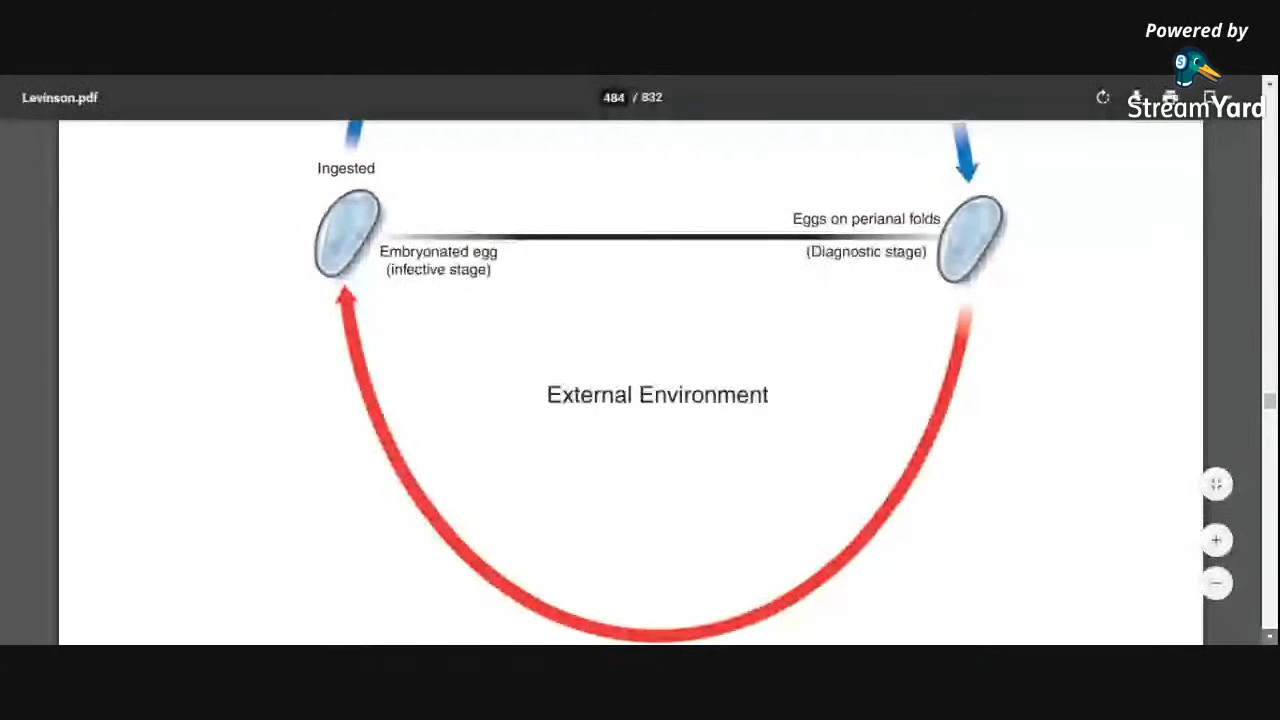 Powered by
StreamYard
Levinson.pdf
484 / 832
Ingested
Eggs on perianal folds
Embryonated egg
(infective stage)
(Diagnostic stage)
External Environment